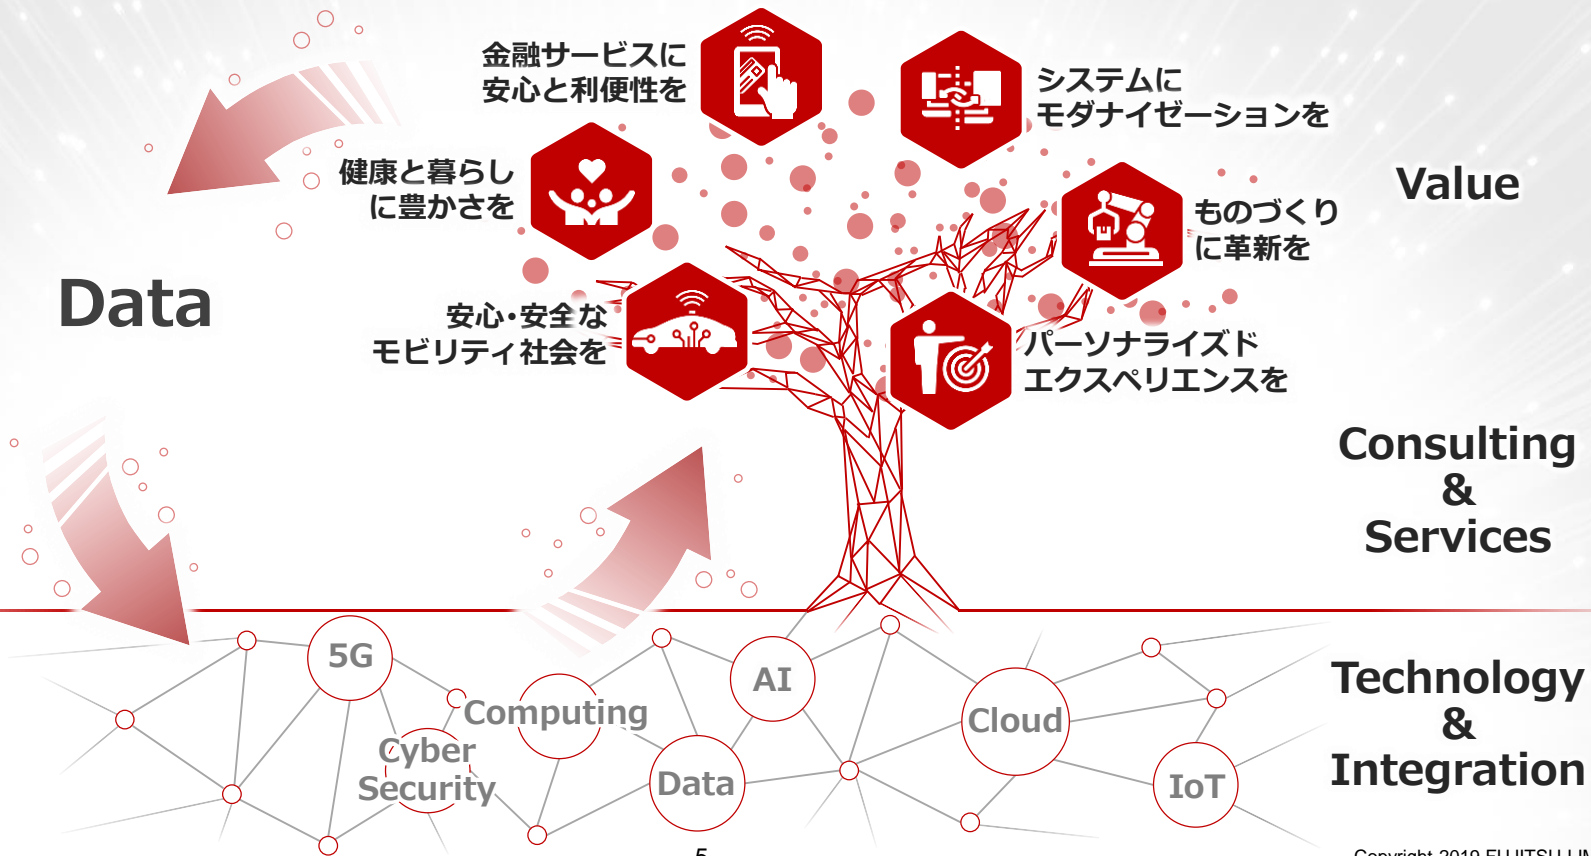 金融サービスに
安心と利便性を
システムに
モダナイゼーションを
健康と暮らし
に豊かさを
Value
ものづくり
に革新を
Data
安心・安全な
モビリティ社会を
パーソナライズド
エクスペリエンスを
Consulting
&
Services
5G
AI
Computing
Cloud
Cyber
Security
Data
IoT
Technology
&
Integration
5
Copyright 2019 FUJITSU LIM